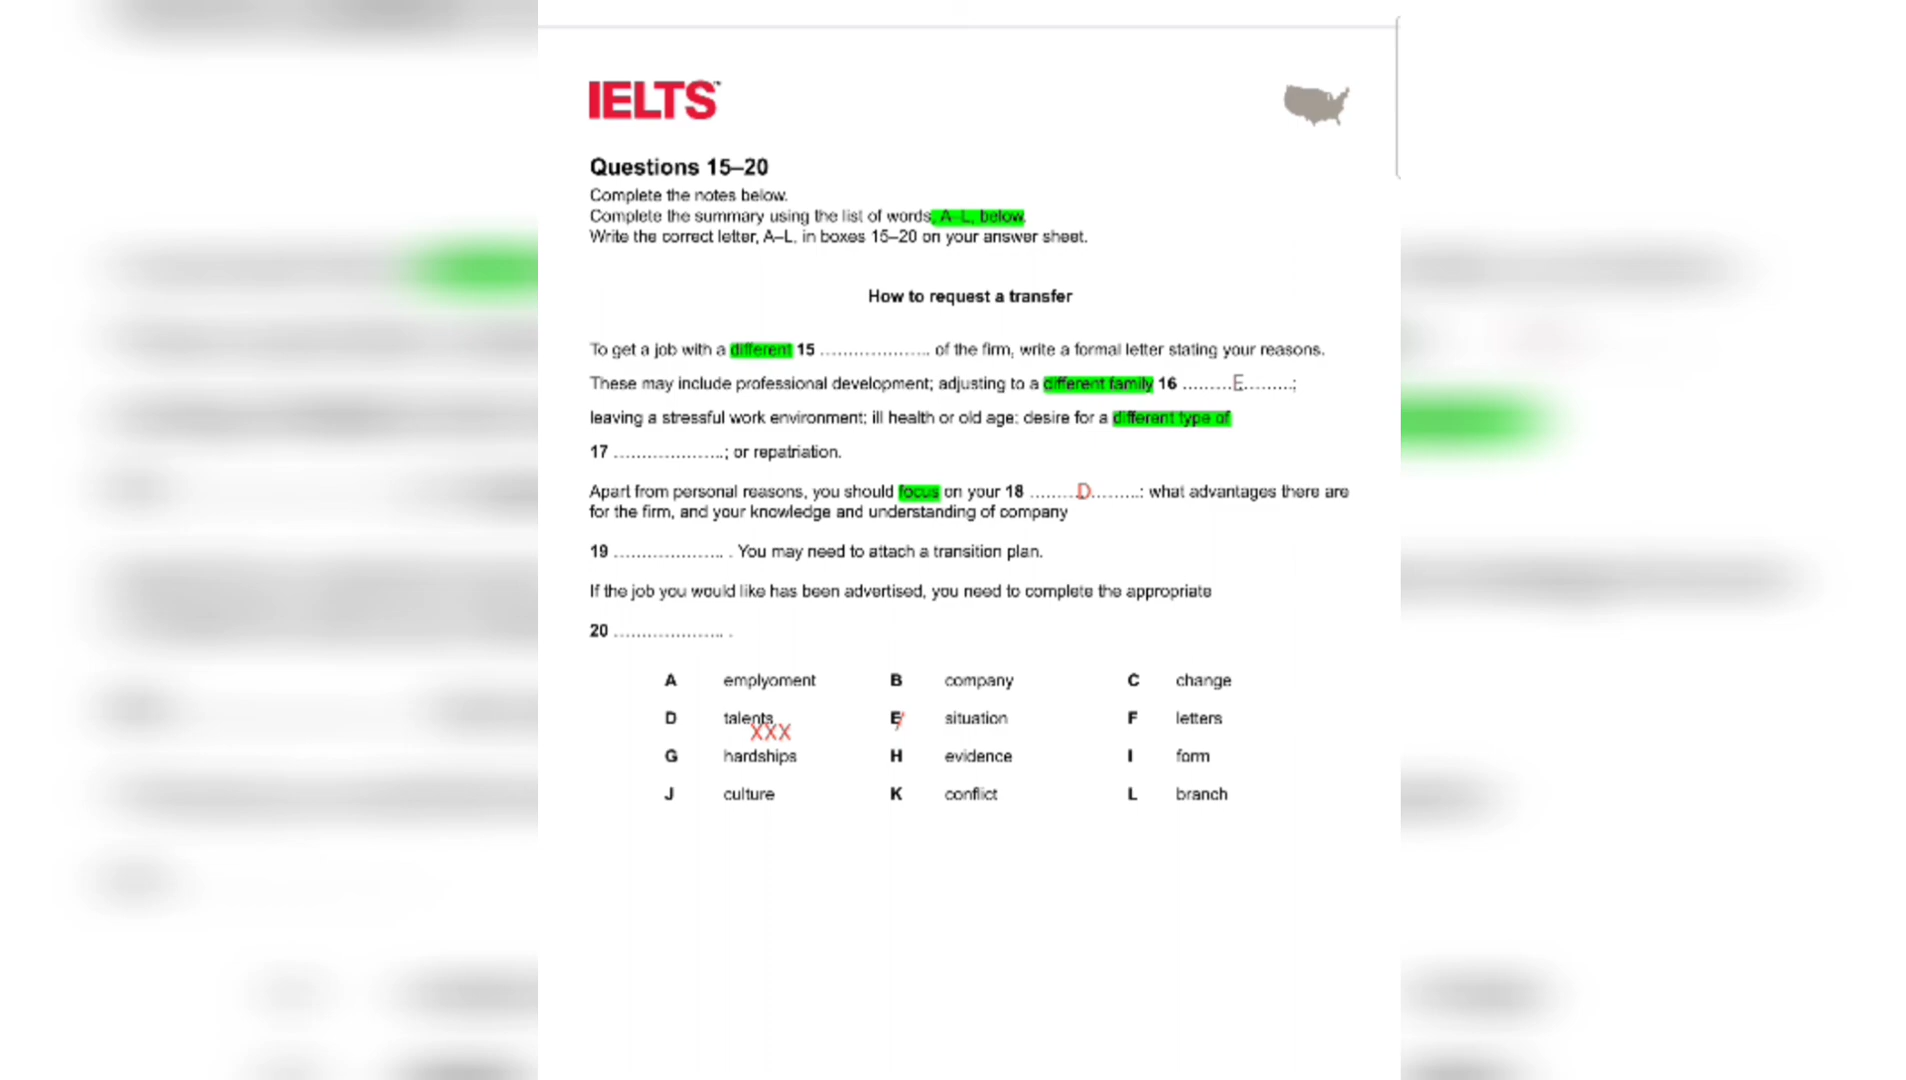 IELTS™
Questions 15–20
Complete the notes below.
Complete the summary using the list of words, A–L, below.
Write the correct letter, A–L, in boxes 15–20 on your answer sheet.
How to request a transfer
To get a job with a different 15 ..................... of the firm, write a formal letter stating your reasons.
These may include professional development; adjusting to a different family 16 .........E.........;
leaving a stressful work environment; ill health or old age; desire for a different type of
17 .....................; or repatriation.
Apart from personal reasons, you should focus on your 18 .........D.........: what advantages there are
for the firm, and your knowledge and understanding of company
19 ..................... . You may need to attach a transition plan.
If the job you would like has been advertised, you need to complete the appropriate
20 ..................... .
A emplyoment B company C change
D talents E situation F letters
XXX
G hardships H evidence I form
J culture K conflict L branch